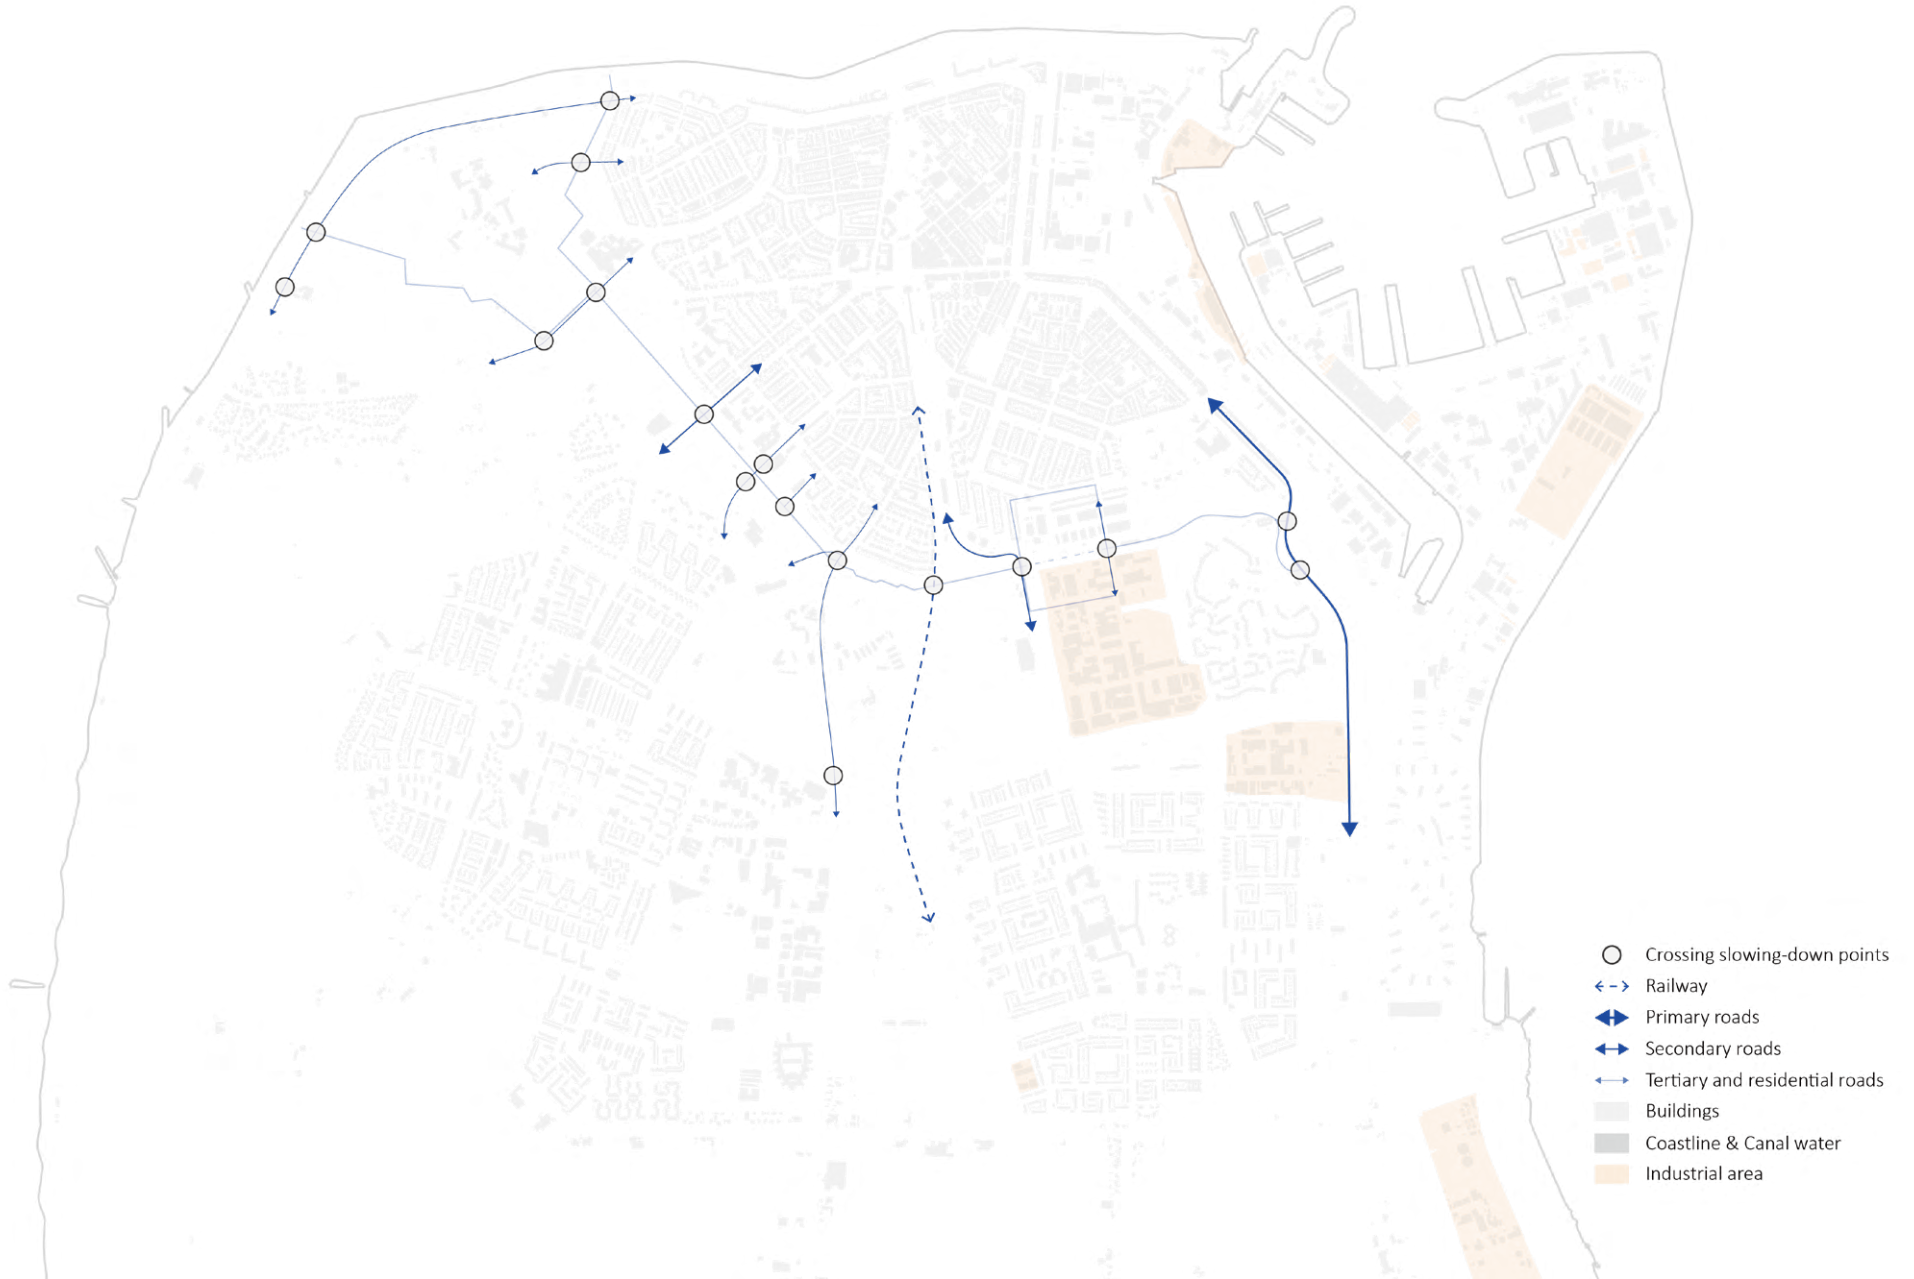 Crossing slowing-down points
Railway
Primary roads
Secondary roads
Tertiary and residential roads
Buildings
Coastline & Canal water
Industrial area